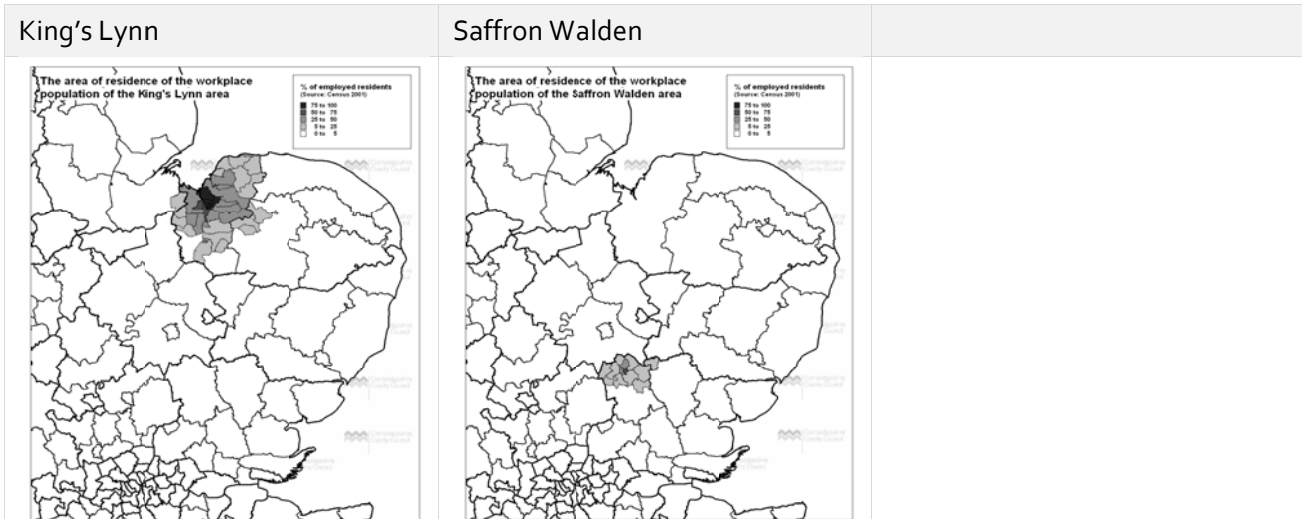 King's Lynn
Saffron Walden
The area of residence of the workplace
population of the King's Lynn area
% of employed residents
(Source: Census 2001)
75 to 100
50 to 75
25 to 50
5 to 25
0 to 5
The area of residence of the workplace
population of the Saffron Walden area
% of employed residents
(Source: Census 2001)
75 to 100
50 to 75
25 to 50
5 to 25
0 to 5